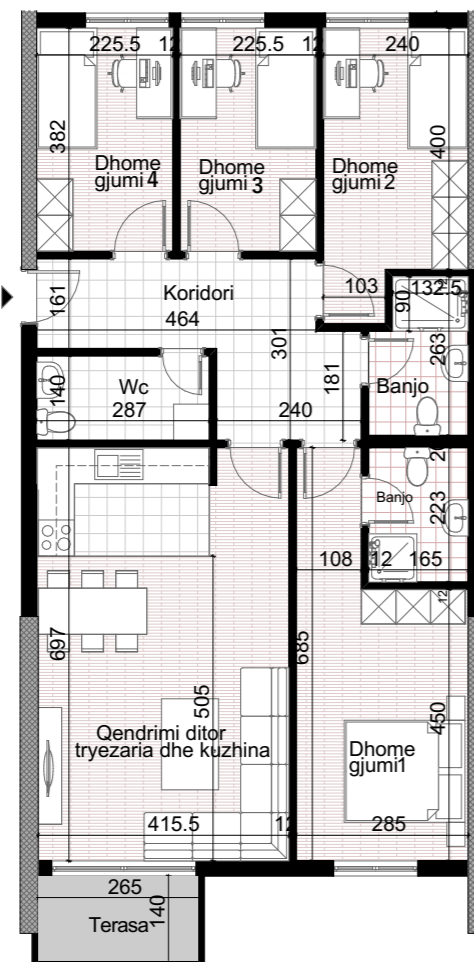 225.5 12 225.5 12 240
382
400
Dhome
gjumi 4
Dhome
gjumi 3
Dhome
gjumi 2
161
Koridori
464
103
132.5
90
301
263
181
140
Wc
287
240
Banjo
2
Banjo
223
108 12 165
12
697
685
505
450
Qendrimi ditor
tryezaria dhe kuzhina
Dhome
gjumi1
415.5 12 285
265
140
Terasa